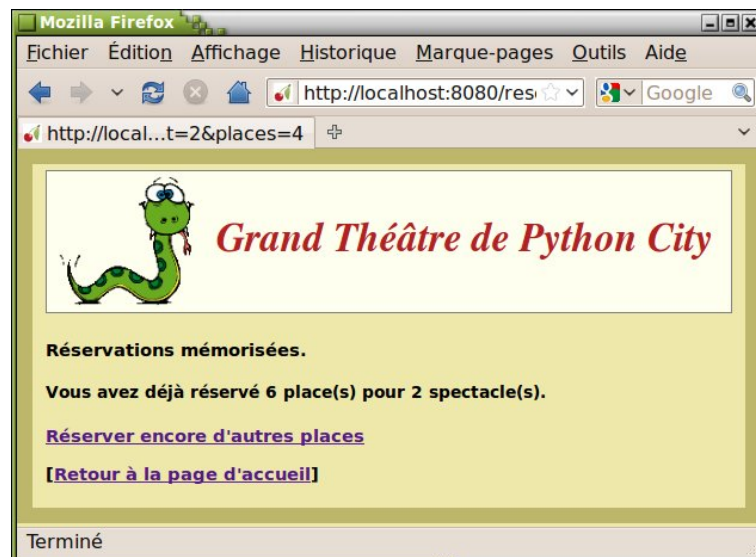 Mozilla Firefox
Fichier Édition Affichage Historique Marque-pages Outils Aide
http://localhost:8080/res Google
http://local...t=2&places=4
Grand Théâtre de Python City
Réservations mémorisées.
Vous avez déjà réservé 6 place(s) pour 2 spectacle(s).
Réserver encore d'autres places
[Retour à la page d'accueil]
Terminé